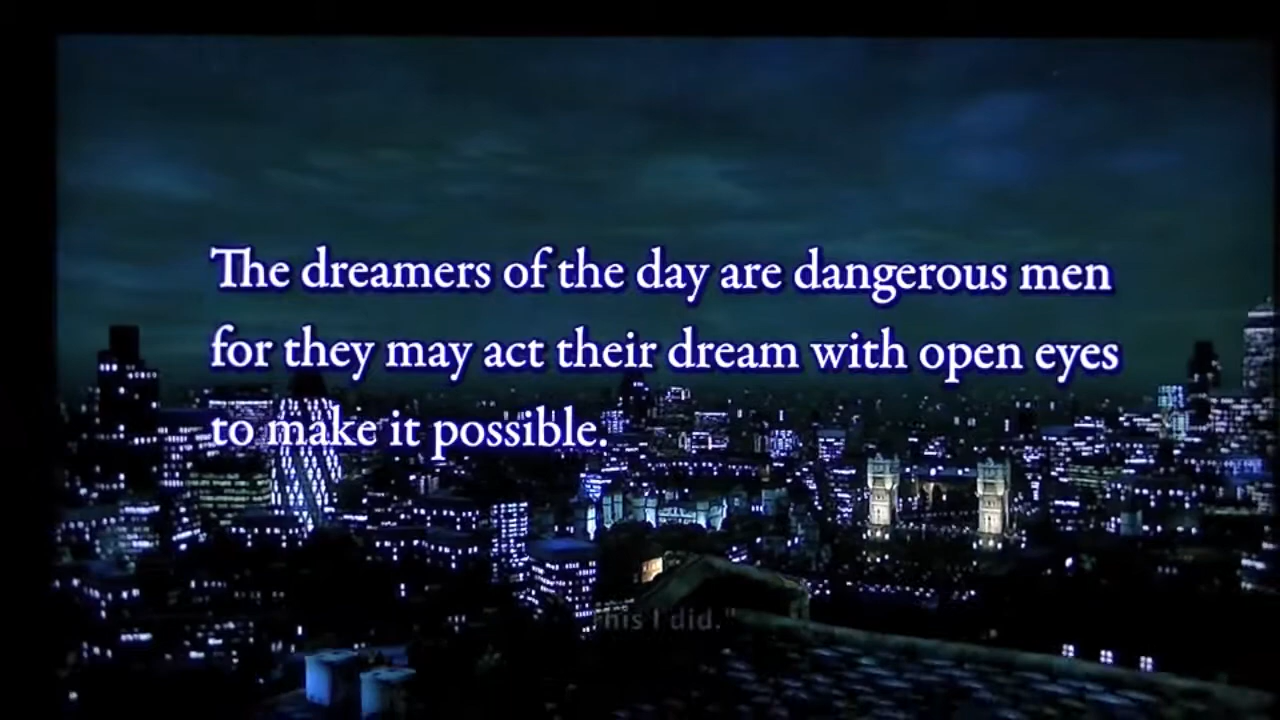 The dreamers of the day are dangerous men
for they may act their dream with open eyes
to make it possible.
This I did."